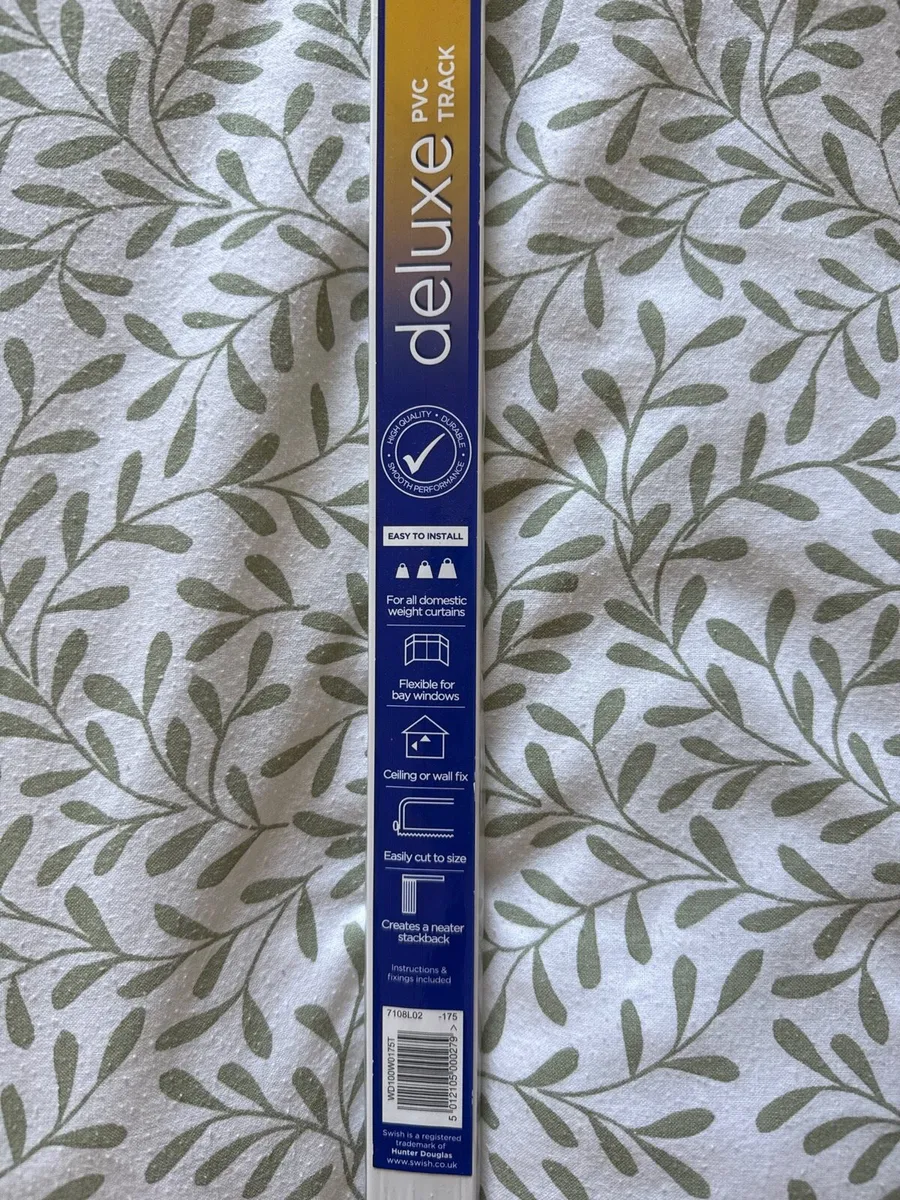 deluxe
PVC
TRACK
HIGH QUALITY • DURABLE • SMOOTH PERFORMANCE •
EASY TO INSTALL
For all domestic
weight curtains
Flexible for
bay windows
Ceiling or wall fix
Easily cut to size
Creates a neater
stackback
Instructions &
fixings included
7108L02 -175
WD100W0175T
5 012105 000279 >
Swish is a registered
trademark of
Hunter Douglas
www.swish.co.uk